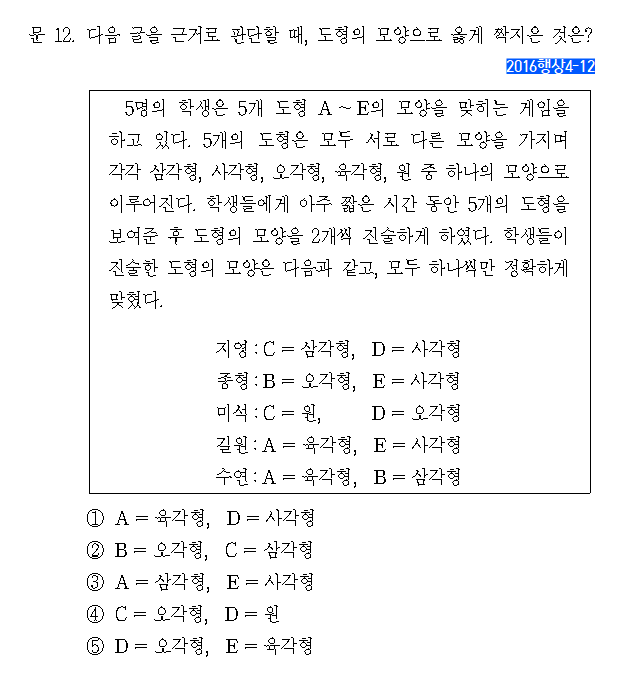 문 12. 다음 글을 근거로 판단할 때, 도형의 모양으로 옳게 짝지은 것은?
2016행상4-12
5명의 학생은 5개 도형 A ~ E의 모양을 맞히는 게임을
하고 있다. 5개의 도형은 모두 서로 다른 모양을 가지며
각각 삼각형, 사각형, 오각형, 육각형, 원 중 하나의 모양으로
이루어진다. 학생들에게 아주 짧은 시간 동안 5개의 도형을
보여준 후 도형의 모양을 2개씩 진술하게 하였다. 학생들이
진술한 도형의 모양은 다음과 같고, 모두 하나씩만 정확하게
맞혔다.
지영 : C = 삼각형, D = 사각형
종형 : B = 오각형, E = 사각형
미석 : C = 원, D = 오각형
길원 : A = 육각형, E = 사각형
수연 : A = 육각형, B = 삼각형
① A = 육각형, D = 사각형
② B = 오각형, C = 삼각형
③ A = 삼각형, E = 사각형
④ C = 오각형, D = 원
⑤ D = 오각형, E = 육각형